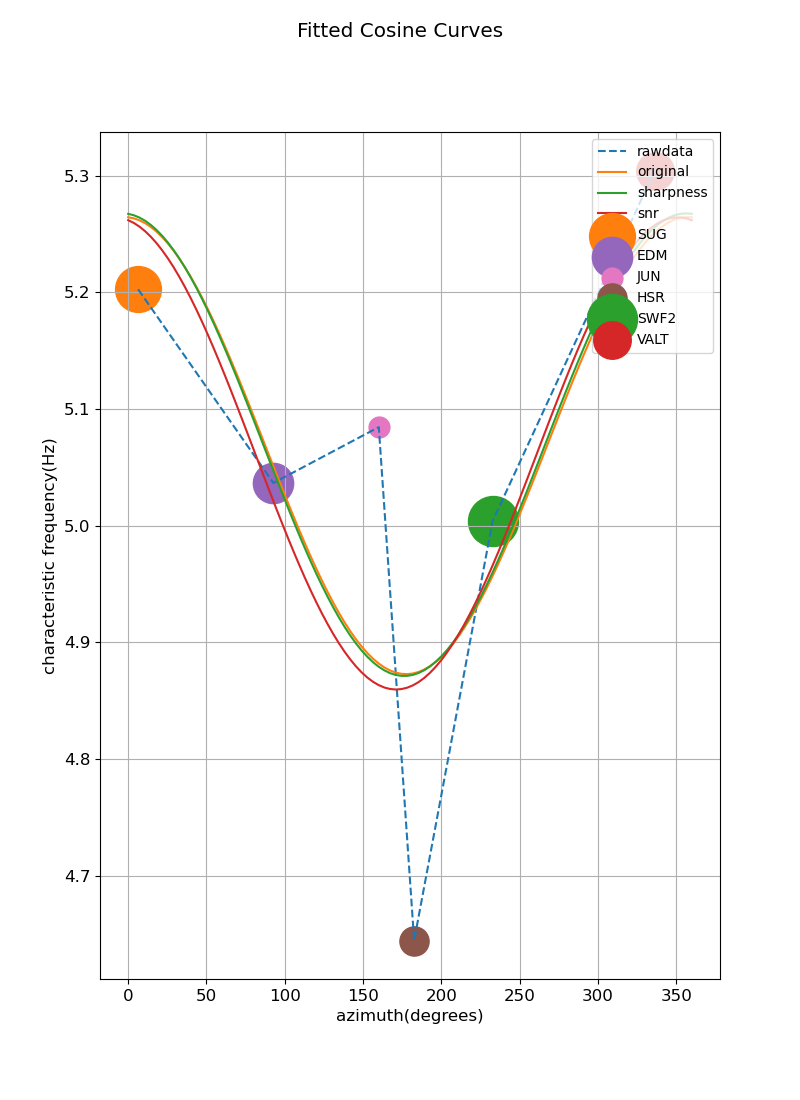 Fitted Cosine Curves
rawdata
original
sharpness
snr
SUG
EDM
JUN
HSR
SWF2
VALT
characteristic frequency(Hz)
5.3
5.2
5.1
5.0
4.9
4.8
4.7
0 50 100 150 200 250 300 350
azimuth(degrees)